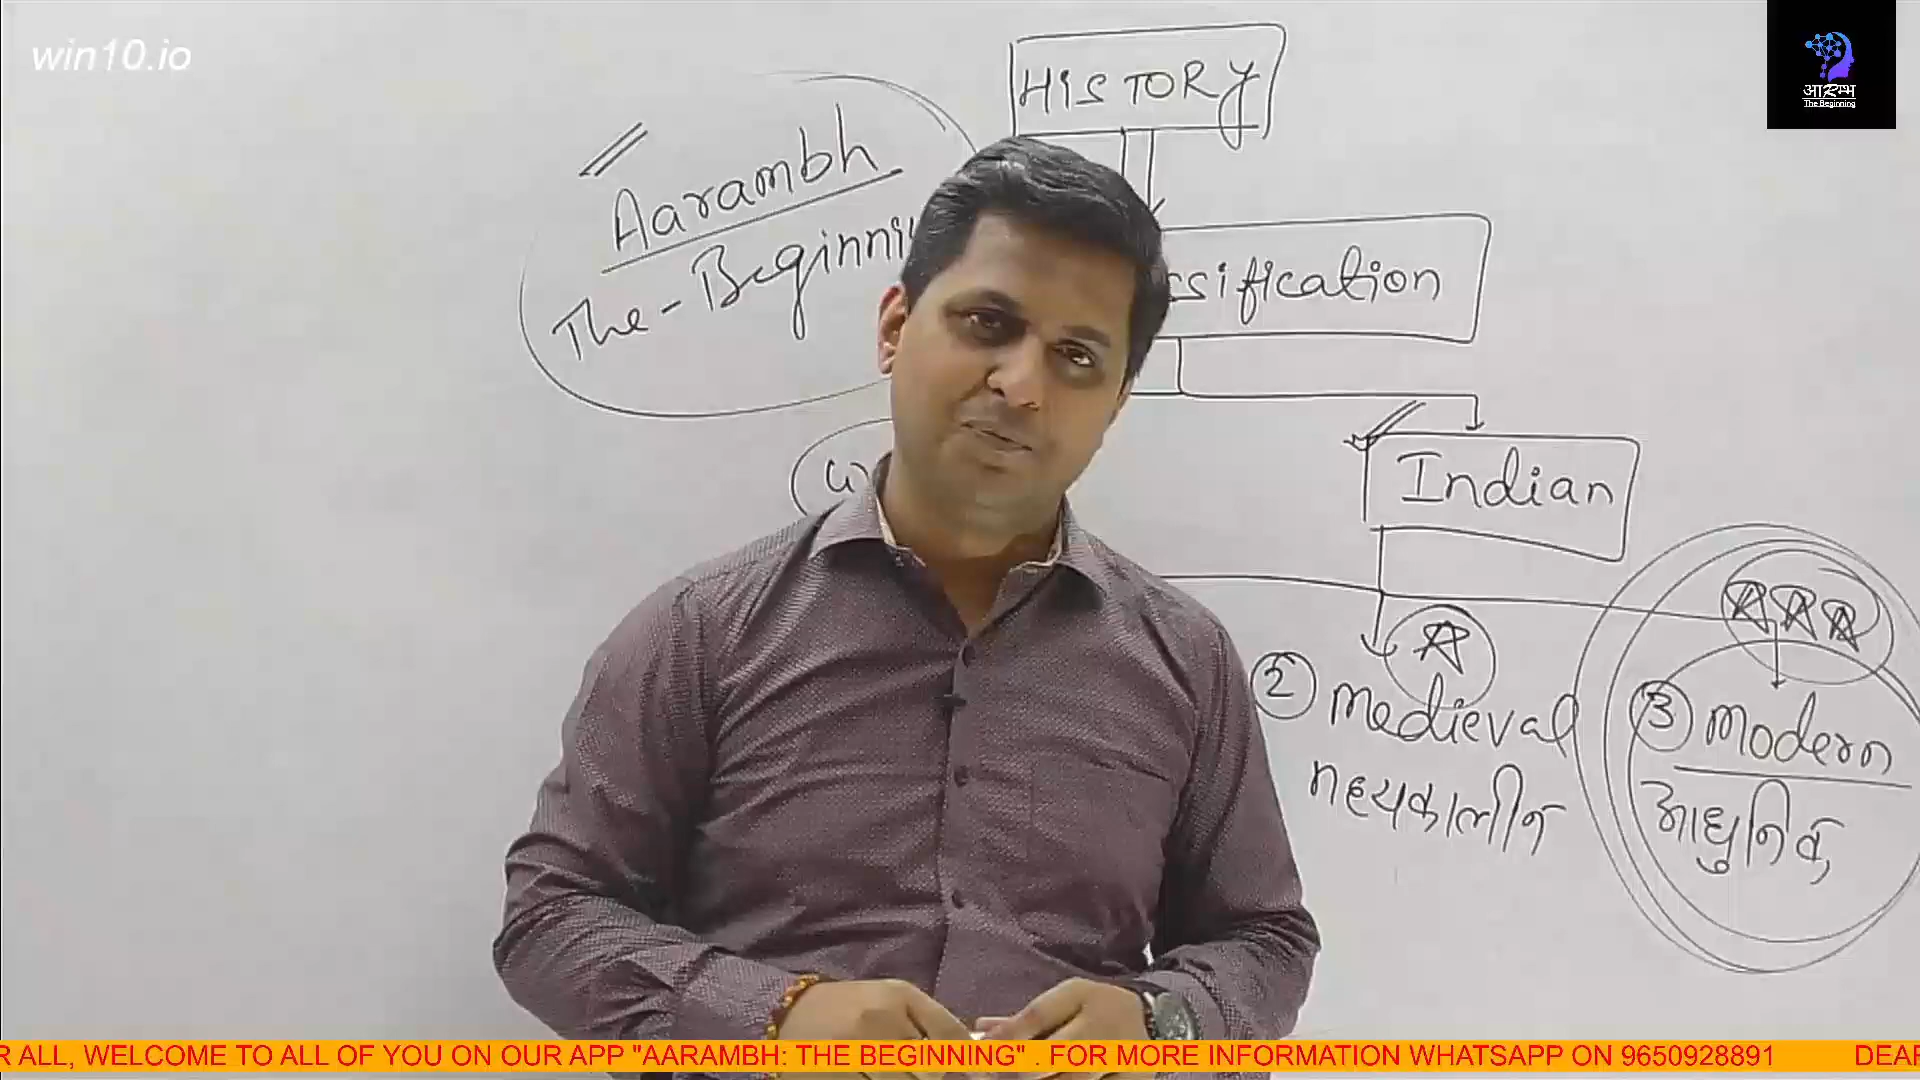 win10.io
आरम्भ
The Beginning
HISTORY
Aarambh
The-Beginni
ssification
Indian
2 Medieval
मध्यकालीन
3 Modern
आधुनिक
R ALL, WELCOME TO ALL OF YOU ON OUR APP "AARAMBH: THE BEGINNING" . FOR MORE INFORMATION WHATSAPP ON 9650928891 DEAR